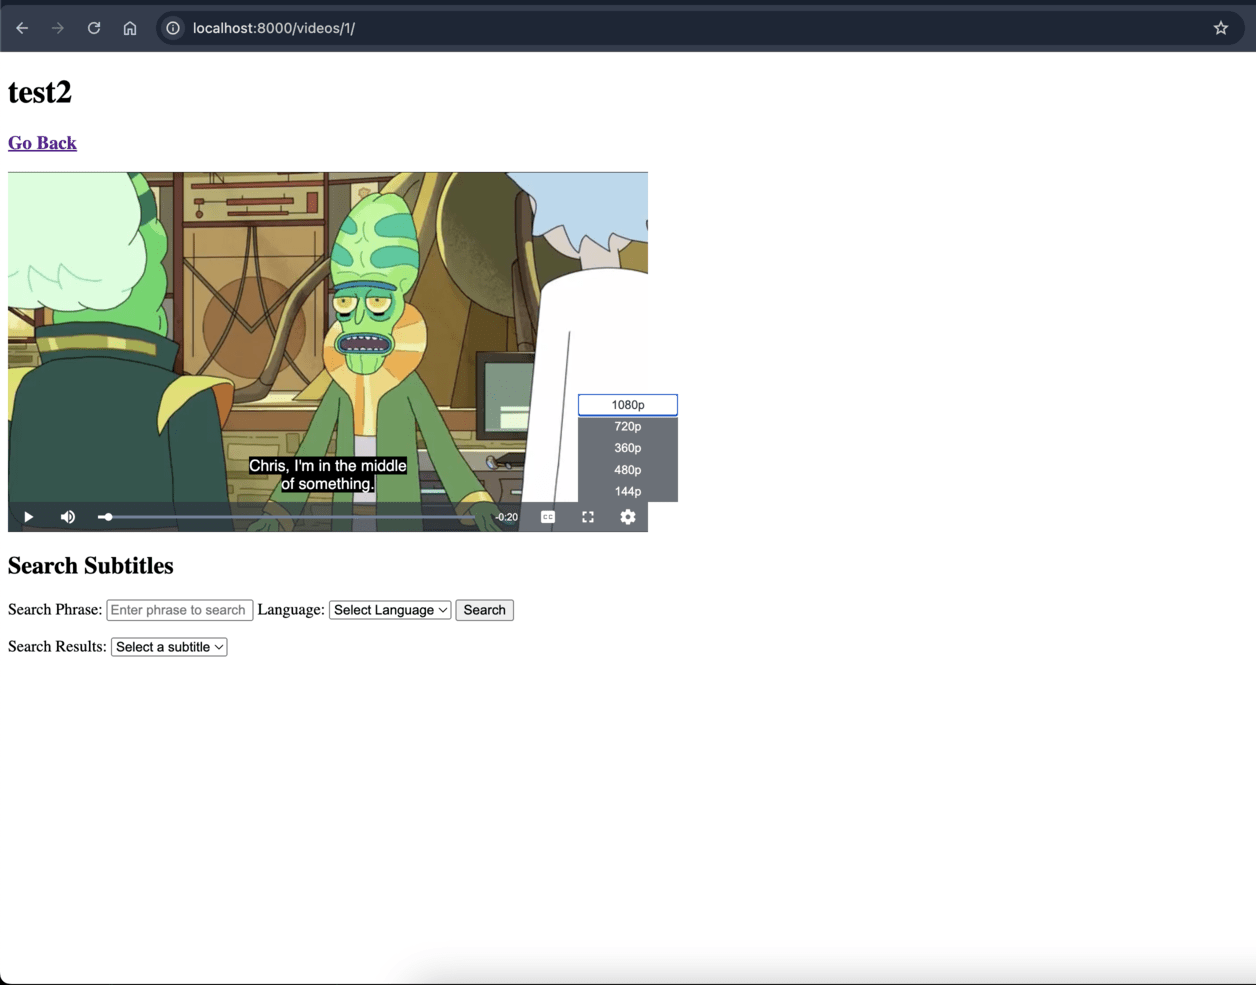 localhost:8000/videos/1/
test2
Go Back
1080p
720p
360p
480p
144p
Chris, I'm in the middle
of something.
-0:20
CC
Search Subtitles
Search Phrase: Enter phrase to search Language: Select Language Search
Search Results: Select a subtitle